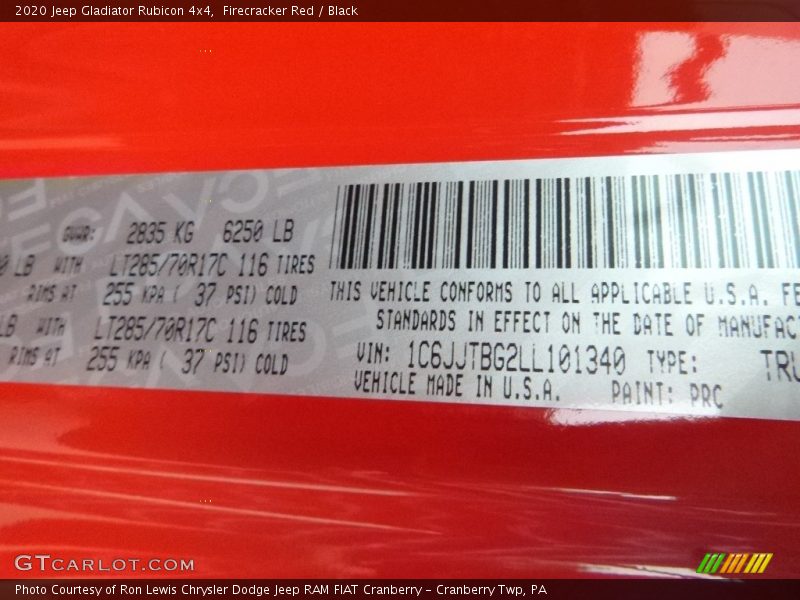 2020 Jeep Gladiator Rubicon 4x4,  Firecracker Red / Black
GVWR: 2835 KG 6250 LB
LB WITH LT285/70R17C 116 TIRES
RIMS AT 255 KPA ( 37 PSI) COLD
LB WITH LT285/70R17C 116 TIRES
RIMS AT 255 KPA ( 37 PSI) COLD
THIS VEHICLE CONFORMS TO ALL APPLICABLE U.S.A. FE
STANDARDS IN EFFECT ON THE DATE OF MANUFAC
VIN: 1C6JJTBG2LL101340 TYPE: TRU
VEHICLE MADE IN U.S.A. PAINT: PRC
GTCARLOT.COM
Photo Courtesy of Ron Lewis Chrysler Dodge Jeep RAM FIAT Cranberry – Cranberry Twp, PA